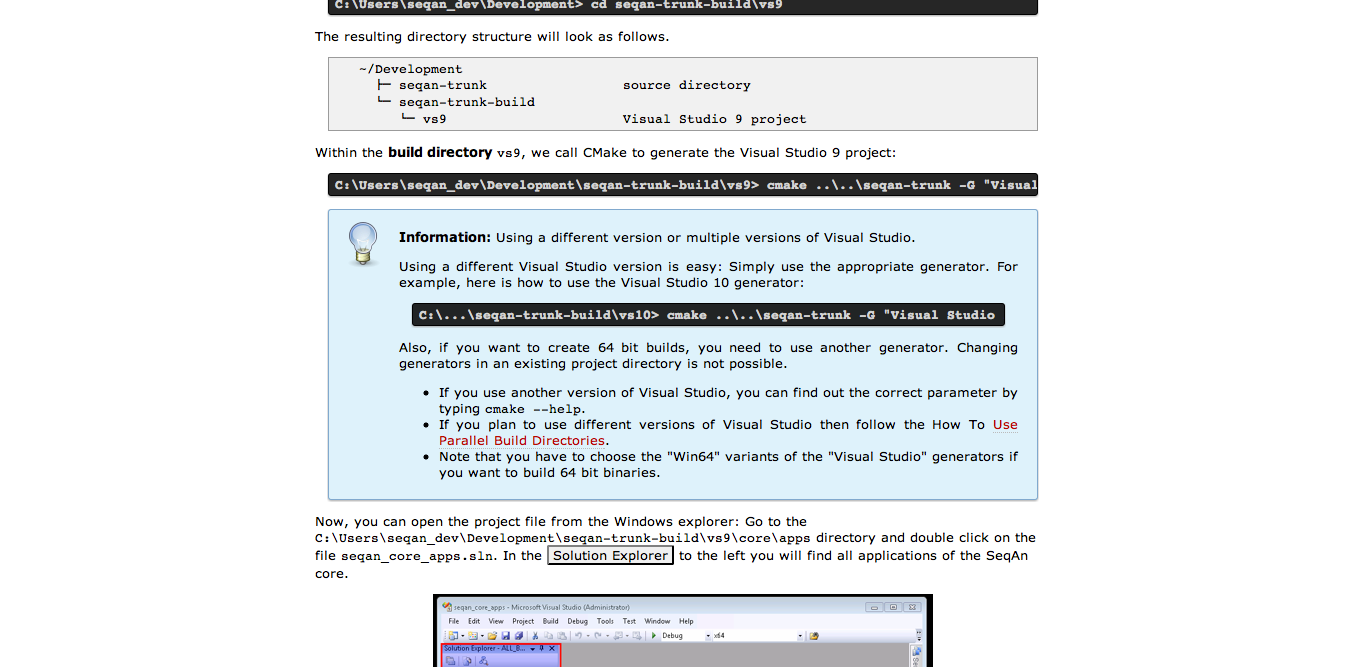 C:\Users\seqan_dev\Development> cd seqan-trunk-build\vs9
The resulting directory structure will look as follows.
~/Development
├─ seqan-trunk source directory
└─ seqan-trunk-build
└─ vs9 Visual Studio 9 project
Within the build directory vs9, we call CMake to generate the Visual Studio 9 project:
C:\Users\seqan_dev\Development\seqan-trunk-build\vs9> cmake ..\..\seqan-trunk -G "Visual
Information: Using a different version or multiple versions of Visual Studio.
Using a different Visual Studio version is easy: Simply use the appropriate generator. For
example, here is how to use the Visual Studio 10 generator:
C:\...\seqan-trunk-build\vs10> cmake ..\..\seqan-trunk -G "Visual Studio
Also, if you want to create 64 bit builds, you need to use another generator. Changing
generators in an existing project directory is not possible.
• If you use another version of Visual Studio, you can find out the correct parameter by
typing cmake --help.
• If you plan to use different versions of Visual Studio then follow the How To Use
Parallel Build Directories.
• Note that you have to choose the "Win64" variants of the "Visual Studio" generators if
you want to build 64 bit binaries.
Now, you can open the project file from the Windows explorer: Go to the
C:\Users\seqan_dev\Development\seqan-trunk-build\vs9\core\apps directory and double click on the
file seqan_core_apps.sln. In the Solution Explorer to the left you will find all applications of the SeqAn
core.
seqan_core_apps - Microsoft Visual Studio (Administrator)
File Edit View Project Build Debug Tools Test Window Help
Debug x64
Solution Explorer - ALL_B...